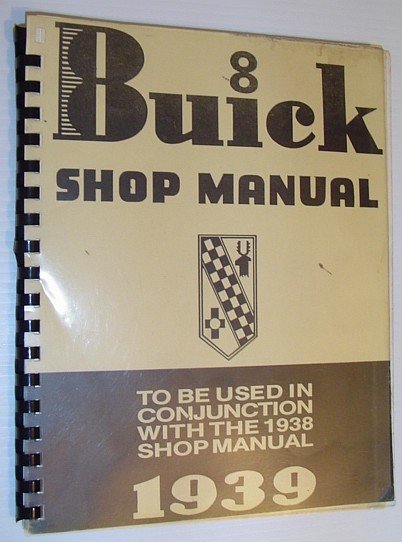 Buick
8
SHOP MANUAL
TO BE USED IN
CONJUNCTION
WITH THE 1938
SHOP MANUAL
1939